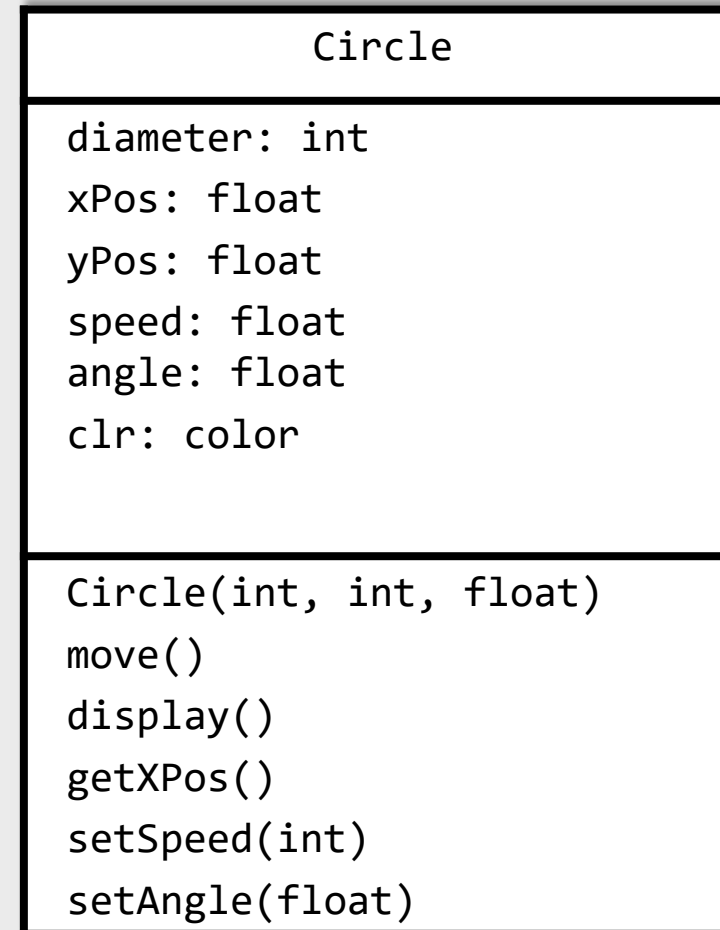 Circle
diameter: int
xPos: float
yPos: float
speed: float
angle: float
clr: color
Circle(int, int, float)
move()
display()
getXPos()
setSpeed(int)
setAngle(float)